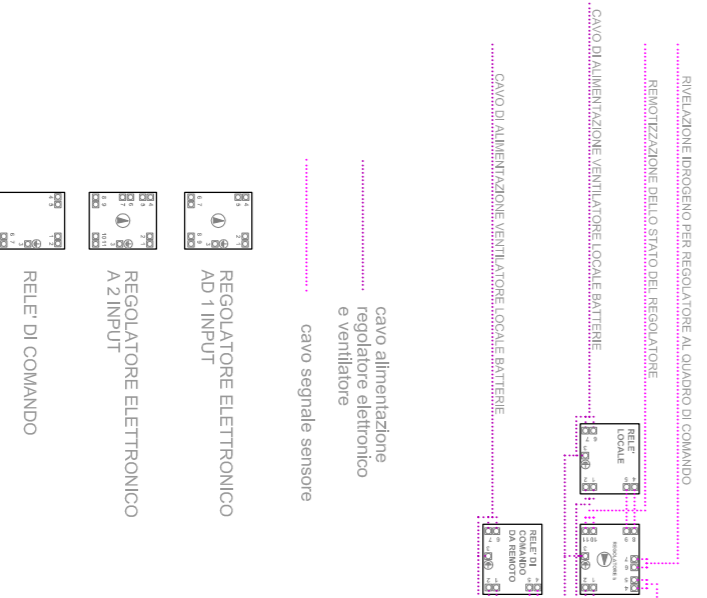 RIVELAZIONE IDROGENO PER REGOLATORE AL QUADRO DI COMANDO
REMOTIZZAZIONE DELLO STATO DEL REGOLATORE
CAVO DI ALIMENTAZIONE VENTILATORE LOCALE BATTERIE
RELE'
LOCALE
CAVO DI ALIMENTAZIONE VENTILATORE LOCALE BATTERIE
RELE' DI
COMANDO
DA REMOTO
cavo alimentazione
regolatore elettronico
e ventilatore
cavo segnale sensore
REGOLATORE ELETTRONICO
AD 1 INPUT
REGOLATORE ELETTRONICO
A 2 INPUT
RELE' DI COMANDO